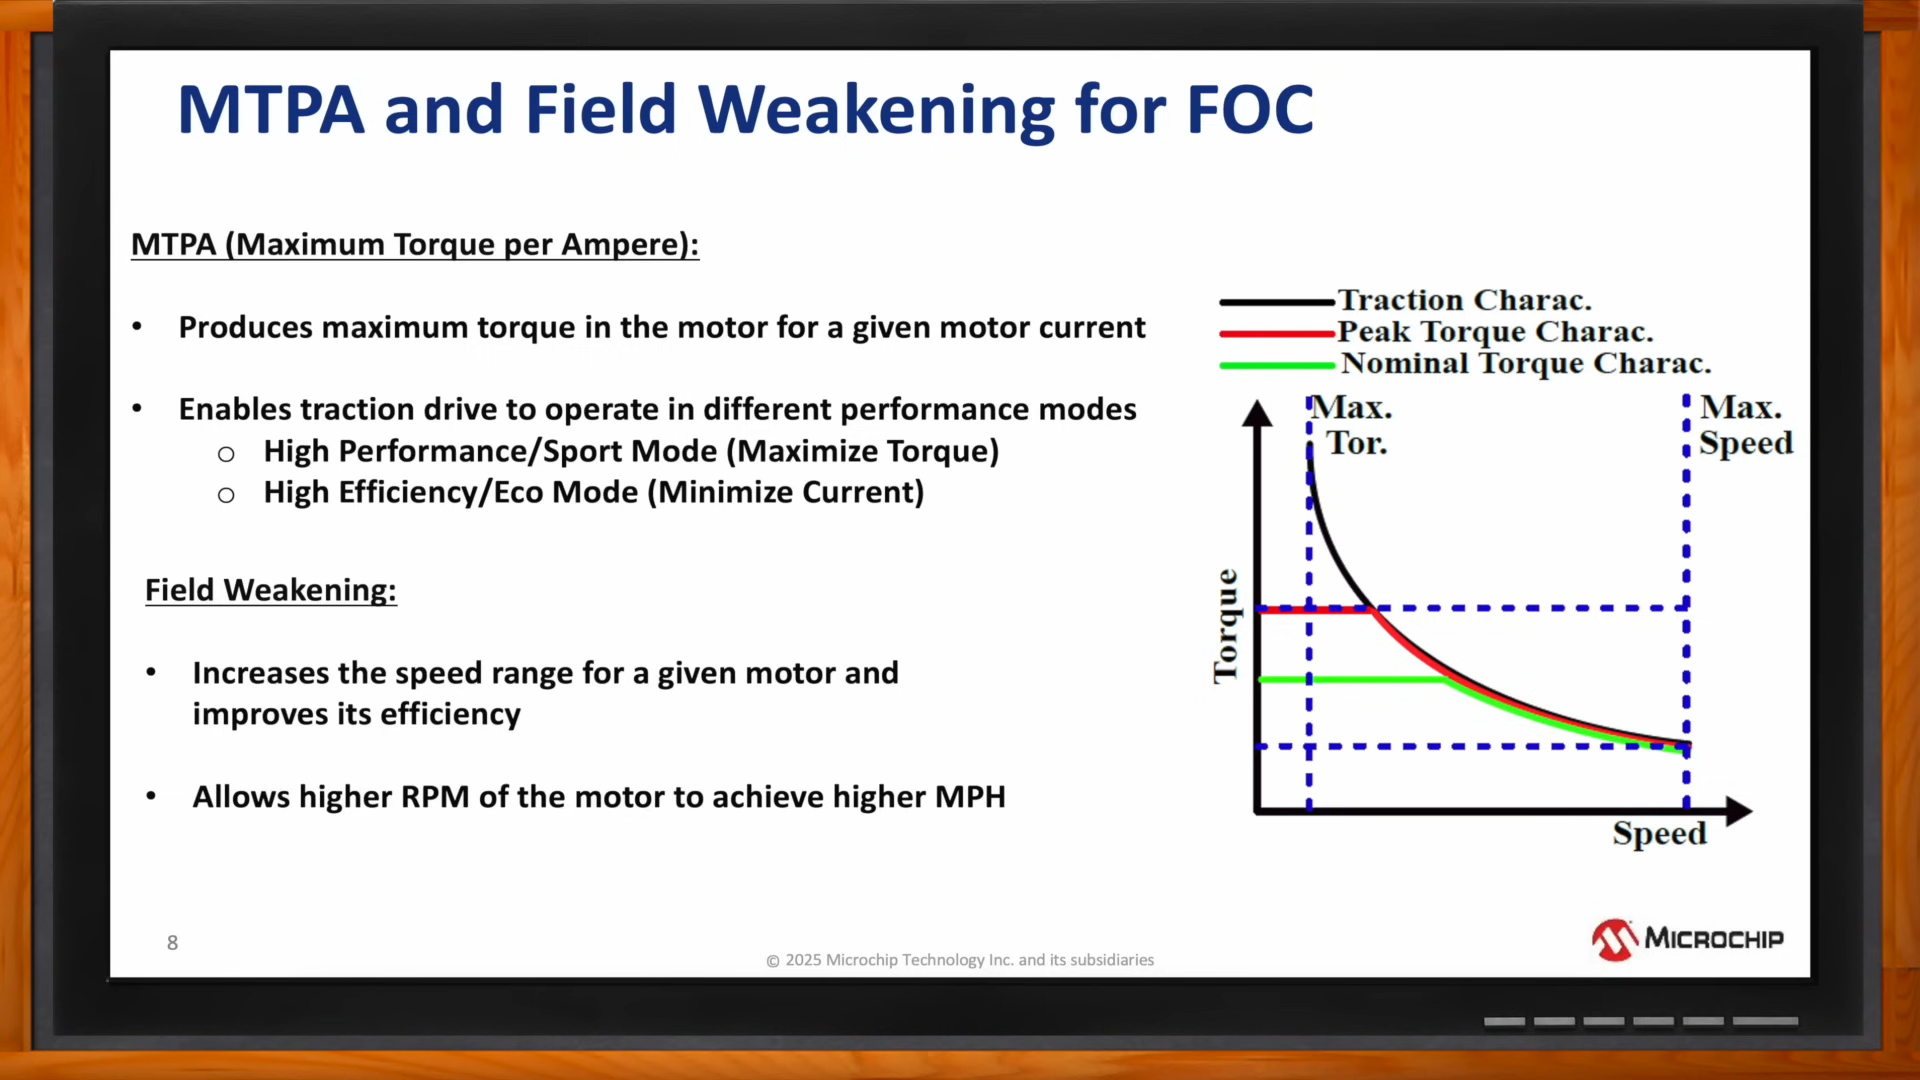 MTPA and Field Weakening for FOC
MTPA (Maximum Torque per Ampere):
• Produces maximum torque in the motor for a given motor current
• Enables traction drive to operate in different performance modes
o High Performance/Sport Mode (Maximize Torque)
o High Efficiency/Eco Mode (Minimize Current)
Field Weakening:
• Increases the speed range for a given motor and
improves its efficiency
• Allows higher RPM of the motor to achieve higher MPH
Traction Charac.
Peak Torque Charac.
Nominal Torque Charac.
Max.
Tor.
Max.
Speed
Torque
Speed
8
© 2025 Microchip Technology Inc. and its subsidiaries
MICROCHIP